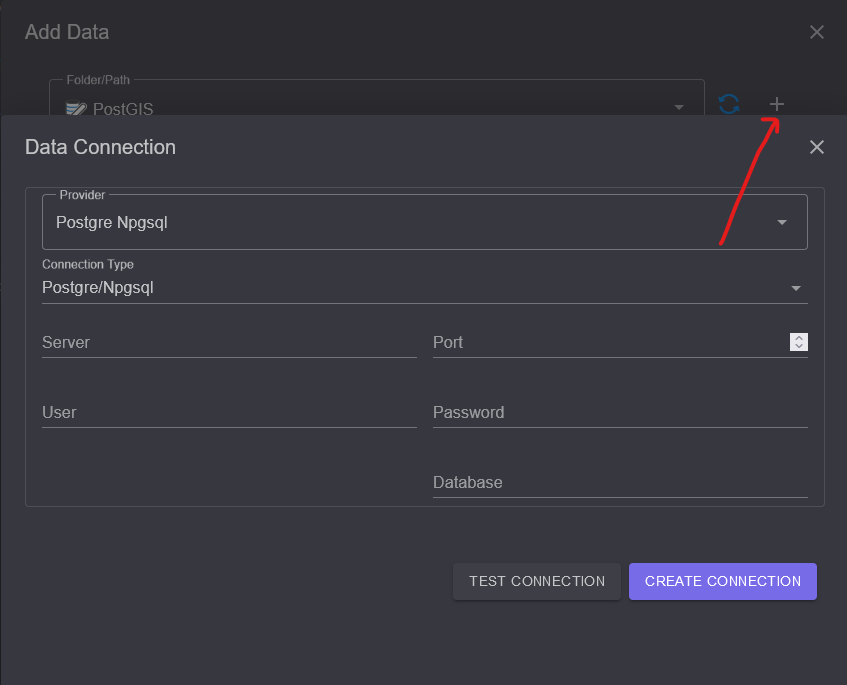 Add Data
Folder/Path
PostGIS
Data Connection
Provider
Postgre Npgsql
Connection Type
Postgre/Npgsql
Server
Port
User
Password
Database
TEST CONNECTION
CREATE CONNECTION